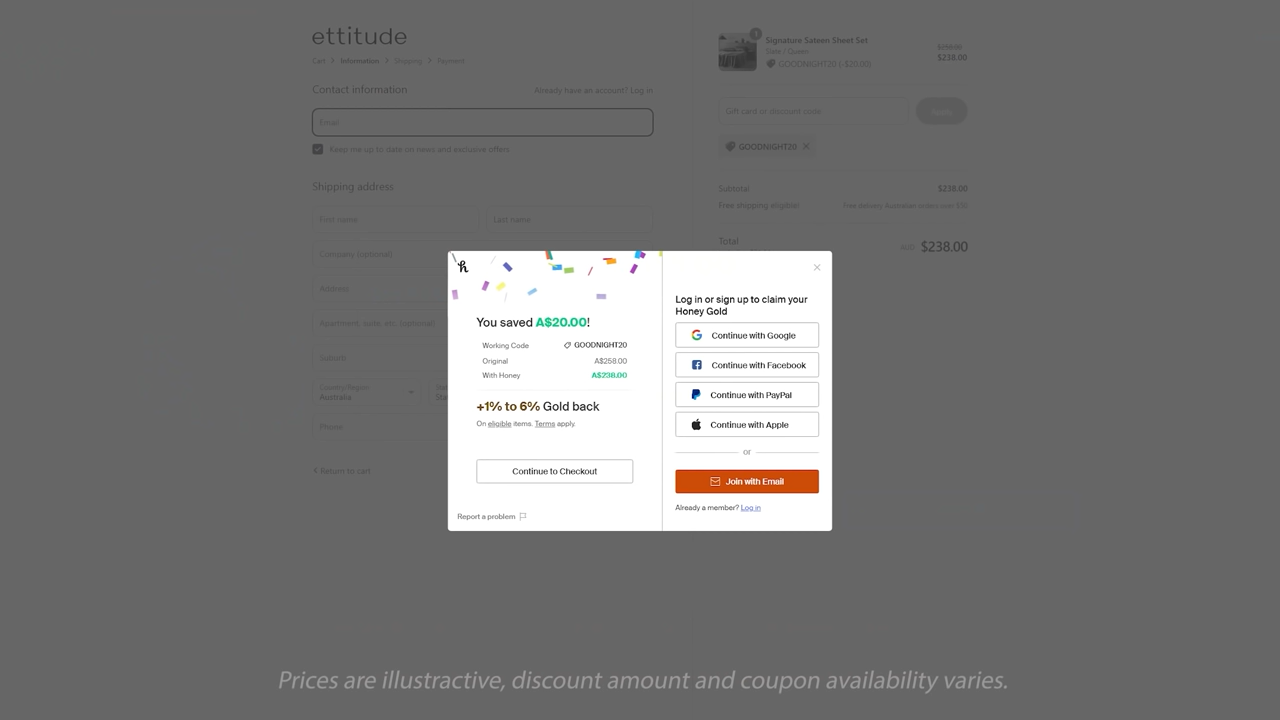 ettitude
Cart > Information > Shipping > Payment
Contact information
Already have an account? Log in
Email
Keep me up to date on news and exclusive offers
Shipping address
First name
Last name
Company (optional)
Address
Apartment, suite, etc. (optional)
Suburb
Country/Region
Australia
Phone
Return to cart
1
Signature Sateen Sheet Set
$258.00
Slate / Queen
$238.00
GOODNIGHT20 (-$20.00)
Gift card or discount code
Apply
GOODNIGHT20
Subtotal
$238.00
Free shipping eligible
Total
$238.00
h
You saved A$20.00!
Working Code
GOODNIGHT20
Original
A$258.00
With Honey
A$238.00
+1% to 6% Gold back
On eligible items. Terms apply.
Continue to Checkout
Report a problem
Log in or sign up to claim your
Honey Gold
Continue with Google
Continue with Facebook
Continue with PayPal
Continue with Apple
or
Join with Email
Already a member? Log in
Prices are illustractive, discount amount and coupon availability varies.